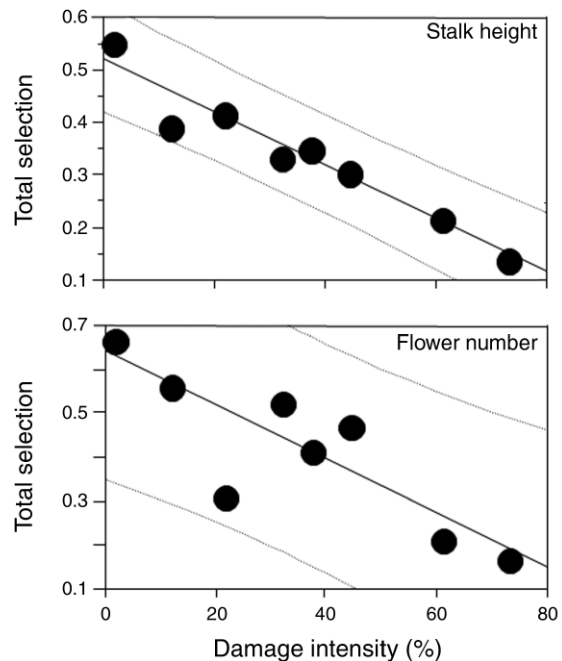 Stalk height
Total selection
0.6
0.5
0.4
0.3
0.2
0.1
Flower number
Total selection
0.7
0.5
0.3
0.1
0 20 40 60 80
Damage intensity (%)